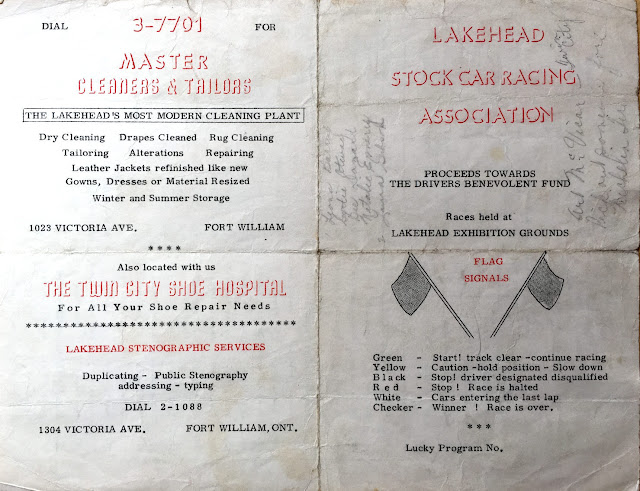 DIAL 3-7701 FOR
MASTER
CLEANERS & TAILORS
THE LAKEHEAD'S MOST MODERN CLEANING PLANT
Dry Cleaning Drapes Cleaned Rug Cleaning
Tailoring Alterations Repairing
Leather Jackets refinished like new
Gowns, Dresses or Material Resized
Winter and Summer Storage
1023 VICTORIA AVE. FORT WILLIAM
* * * *
Also located with us
THE TWIN CITY SHOE HOSPITAL
For All Your Shoe Repair Needs
*************************************
LAKEHEAD STENOGRAPHIC SERVICES
Duplicating - Public Stenography
addressing - typing
DIAL 2-1088
1304 VICTORIA AVE. FORT WILLIAM, ONT.
LAKEHEAD
STOCK CAR RACING
ASSOCIATION
PROCEEDS TOWARDS
THE DRIVERS BENEVOLENT FUND
Races held at
LAKEHEAD EXHIBITION GROUNDS
FLAG
SIGNALS
Green - Start! track clear -continue racing
Yellow - Caution -hold position - Slow down
Black - Stop! driver designated disqualified
Red - Stop ! Race is halted
White - Cars entering the last lap
Checker - Winner ! Race is over.
* * *
Lucky Program No.